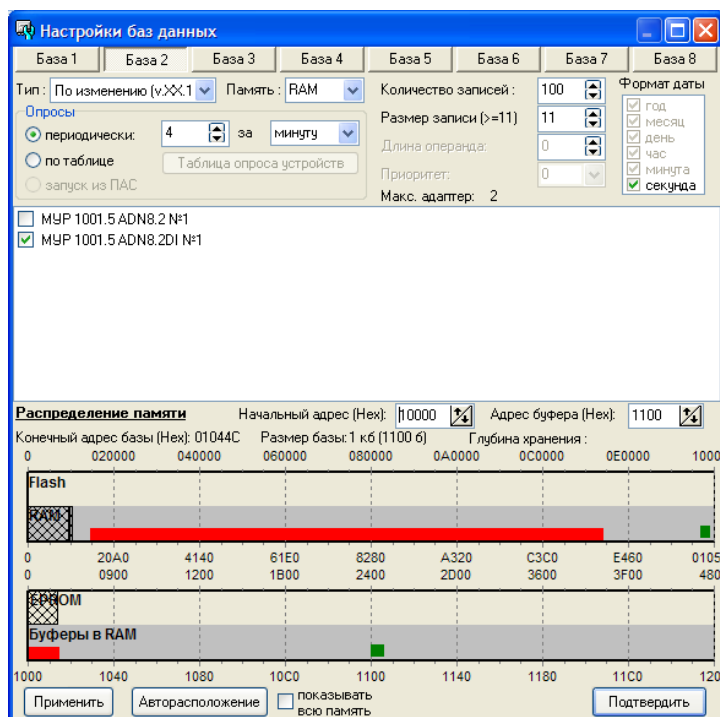 Настройки баз данных
База 1 База 2 База 3 База 4 База 5 База 6 База 7 База 8
Тип : По изменению (v.XX.1 Память : RAM Количество записей : 100 Формат даты
Опросы Размер записи (>=11) 11 год
периодически: 4 за минуту месяц
по таблице Таблица опроса устройств Длина операнда: 0 день
час
запуск из ПАС Приоритет: 0 минута
Макс. адаптер: 2 секунда
МУР 1001.5 ADN8.2 №1
МУР 1001.5 ADN8.2DI №1
Распределение памяти Начальный адрес (Hex): 10000 Адрес буфера (Hex): 1100
Конечный адрес базы (Hex): 01044C Размер базы: 1 кб (1100 б) Глубина хранения :
0 020000 040000 060000 080000 0A0000 0C0000 0E0000 1000
Flash
RAM
0 20A0 4140 61E0 8280 A320 C3C0 E460 0105
0 0900 1200 1B00 2400 2D00 3600 3F00 480
EPROM
Буферы в RAM
1000 1040 1080 10C0 1100 1140 1180 11C0 120
Применить Авторасположение показывать всю память Подтвердить